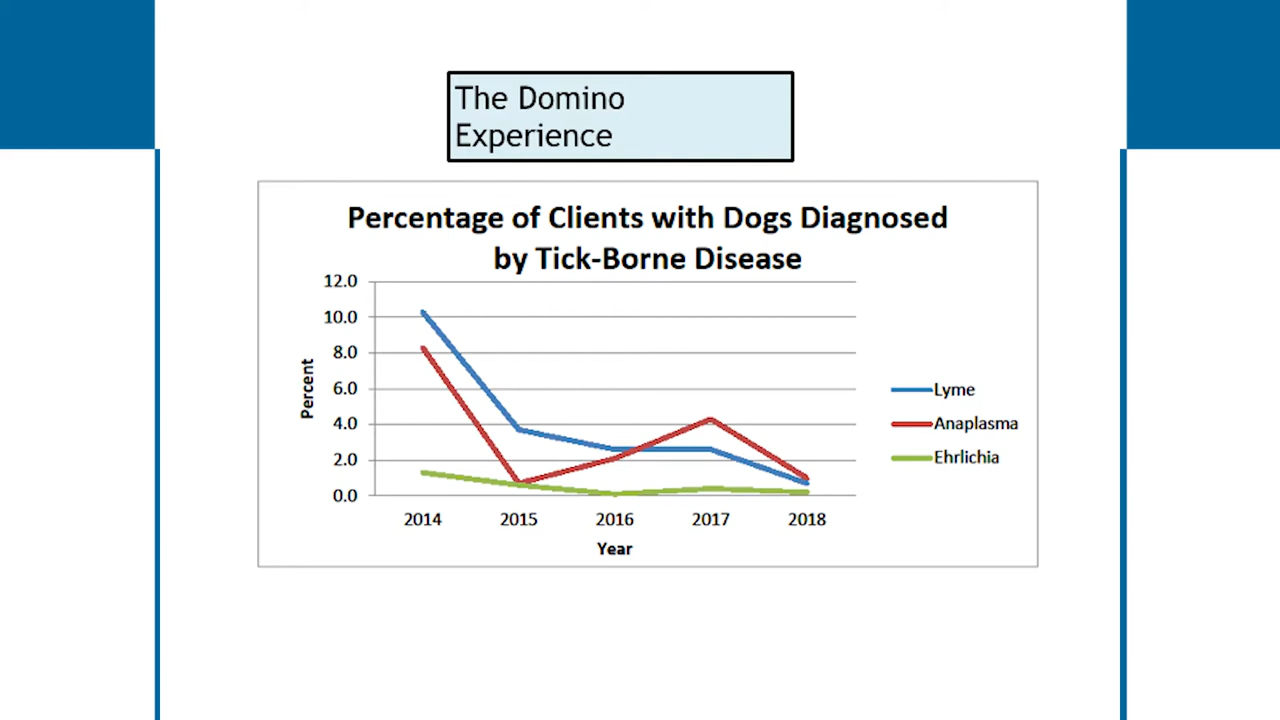 The Domino
Experience
Percentage of Clients with Dogs Diagnosed
by Tick-Borne Disease
12.0
10.0
8.0
6.0
4.0
2.0
0.0
Percent
2014 2015 2016 2017 2018
Year
Lyme
Anaplasma
Ehrlichia